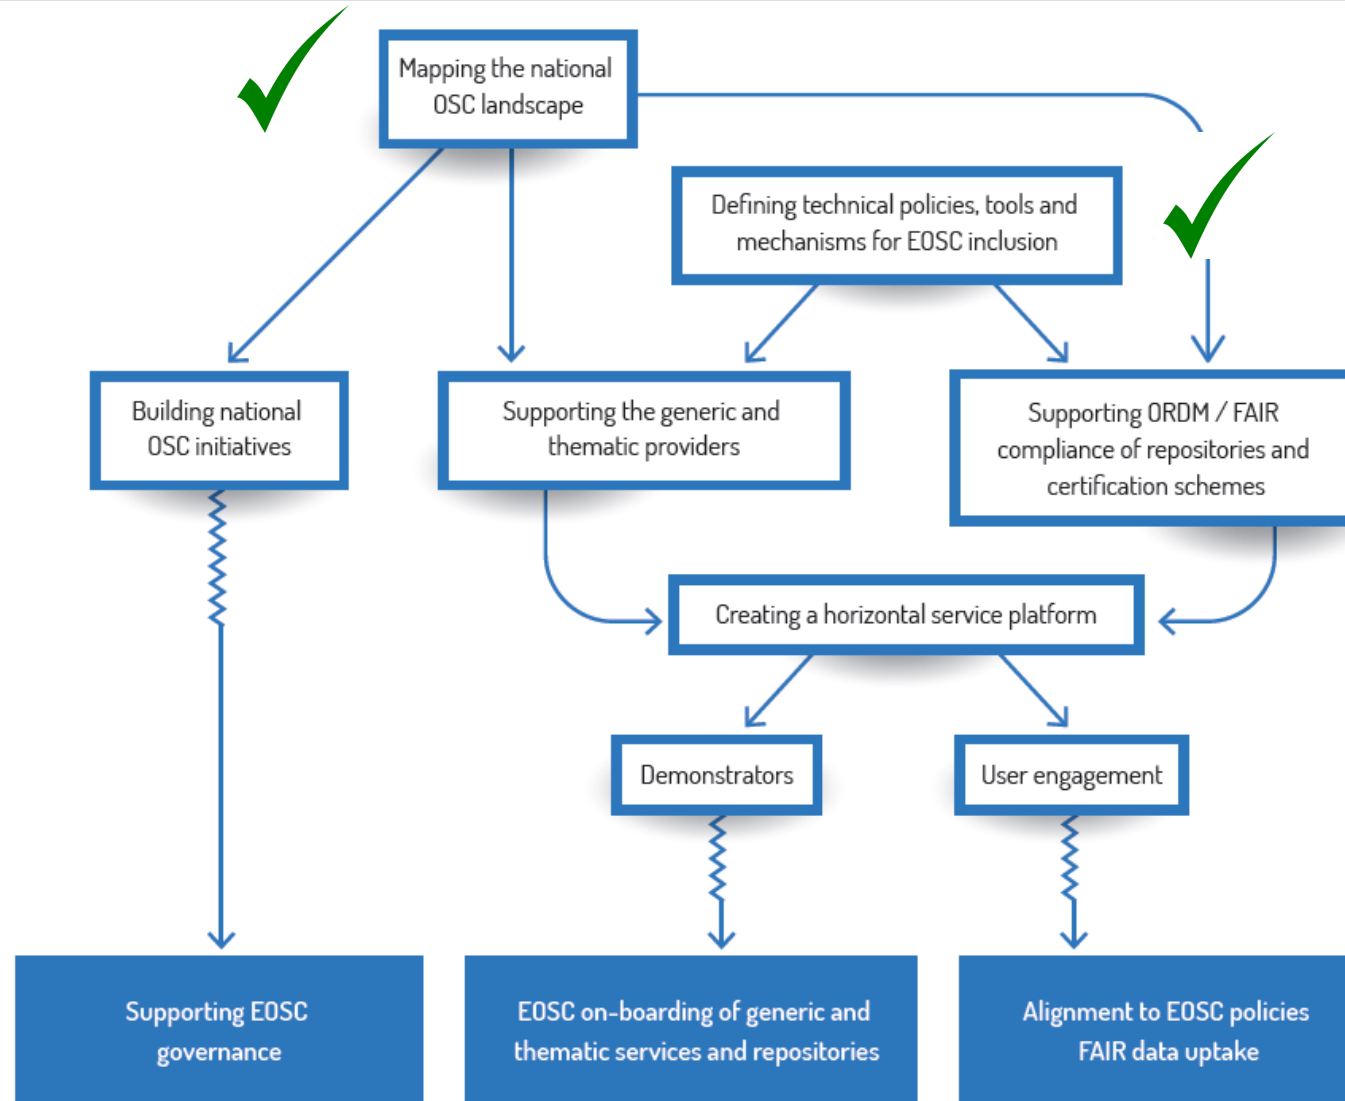 Mapping the national
OSC landscape
Defining technical policies, tools and
mechanisms for EOSC inclusion
Building national
OSC initiatives
Supporting the generic and
thematic providers
Supporting ORDM / FAIR
compliance of repositories and
certification schemes
Creating a horizontal service platform
Demonstrators
User engagement
Supporting EOSC
governance
EOSC on-boarding of generic and
thematic services and repositories
Alignment to EOSC policies
FAIR data uptake